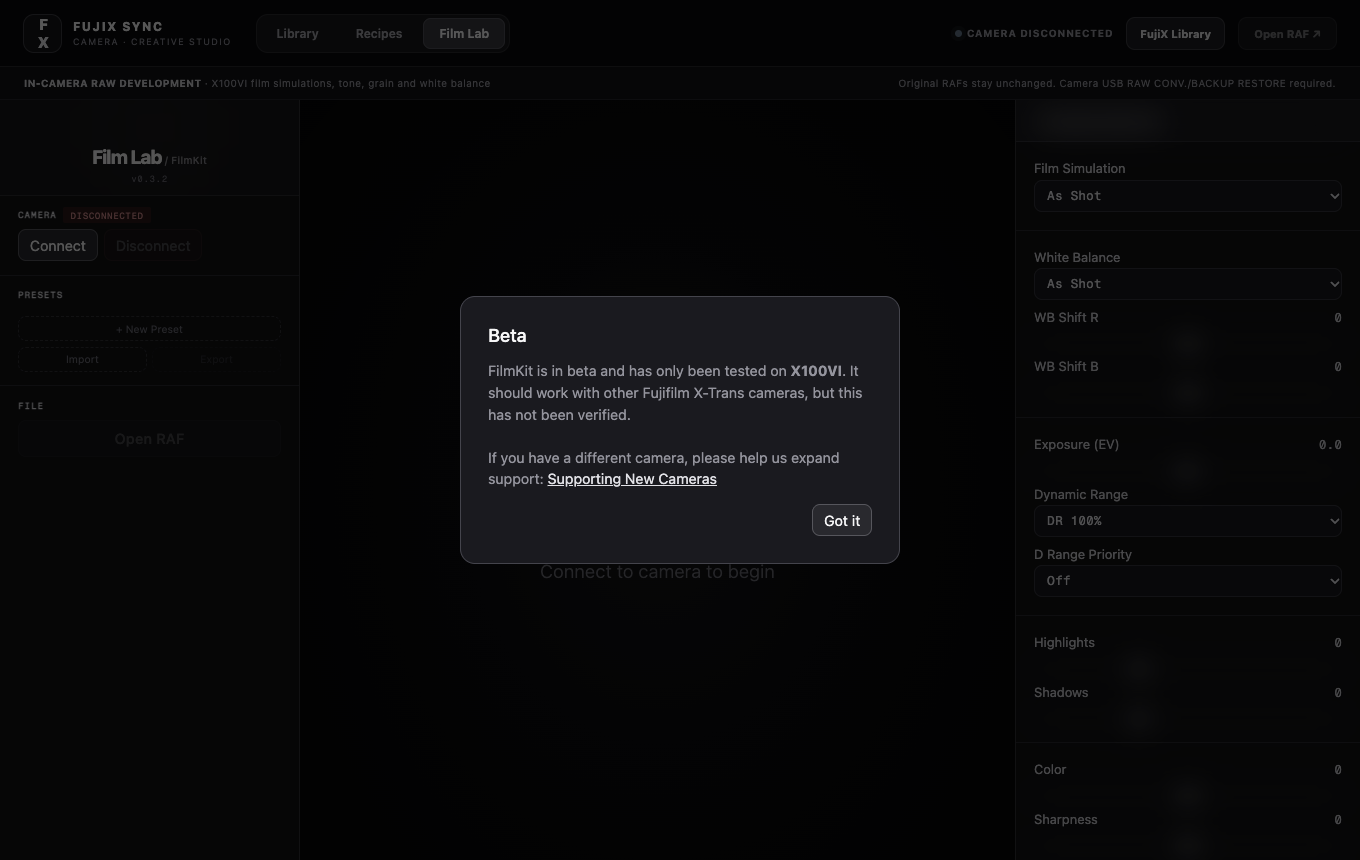 F
X
FUJIX SYNC
CAMERA · CREATIVE STUDIO
Library
Recipes
Film Lab
CAMERA DISCONNECTED
FujiX Library
Open RAF ↗
IN-CAMERA RAW DEVELOPMENT · X100VI film simulations, tone, grain and white balance
Original RAFs stay unchanged. Camera USB RAW CONV./BACKUP RESTORE required.
Film Lab / FilmKit
v0.3.2
CAMERA DISCONNECTED
Connect
Disconnect
PRESETS
+ New Preset
Import
Export
FILE
Open RAF
Beta
FilmKit is in beta and has only been tested on X100VI. It
should work with other Fujifilm X-Trans cameras, but this
has not been verified.
If you have a different camera, please help us expand
support: Supporting New Cameras
Got it
Connect to camera to begin
Film Simulation
As Shot
White Balance
As Shot
WB Shift R 0
WB Shift B 0
Exposure (EV) 0.0
Dynamic Range
DR 100%
D Range Priority
Off
Highlights 0
Shadows 0
Color 0
Sharpness 0